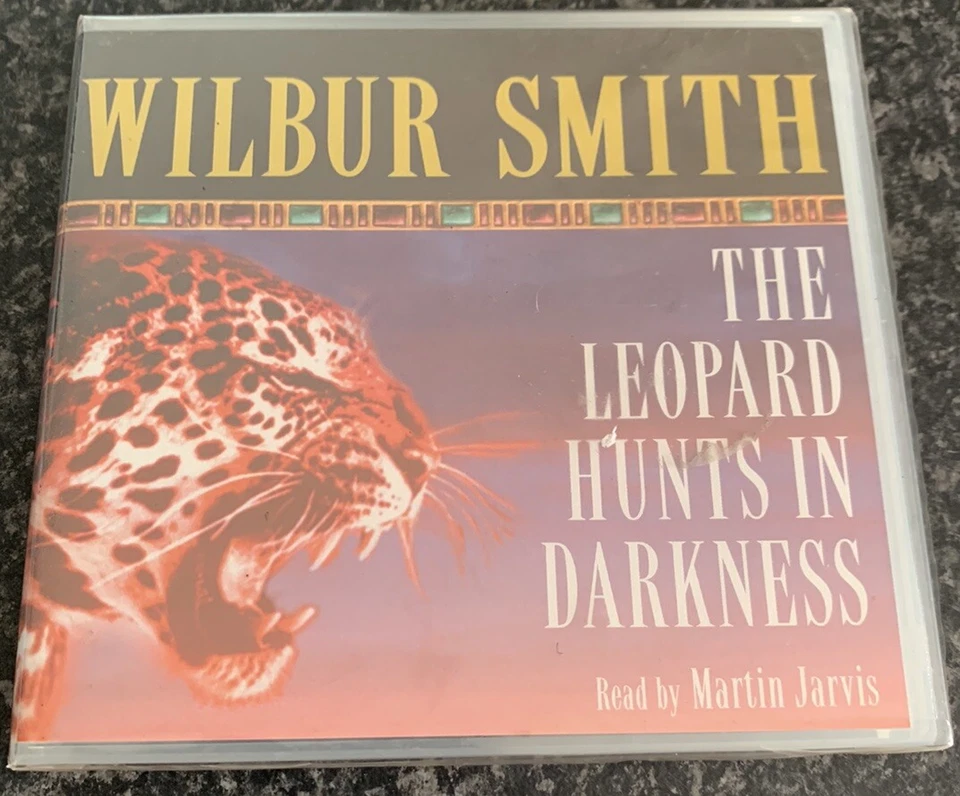 WILBUR SMITH
THE
LEOPARD
HUNTS IN
DARKNESS
Read by Martin Jarvis